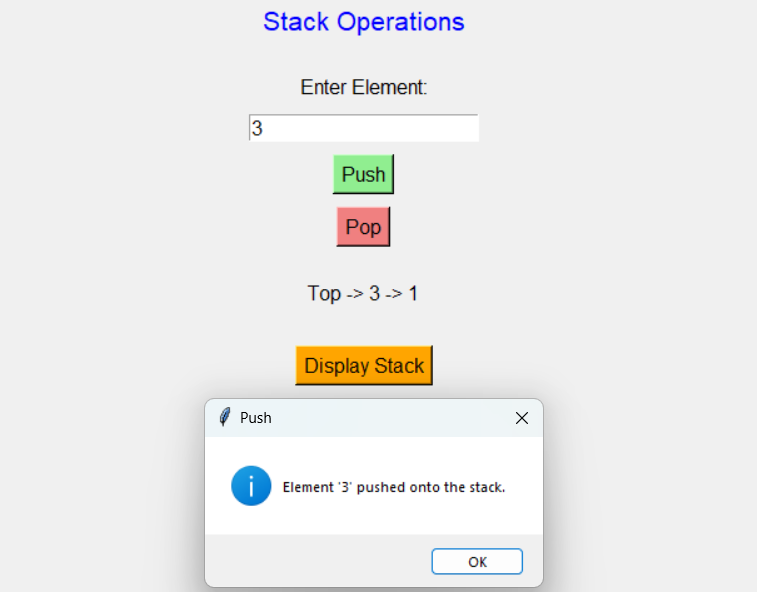 Stack Operations
Enter Element:
3
Push
Pop
Top -> 3 -> 1
Display Stack
Push
Element '3' pushed onto the stack.
OK